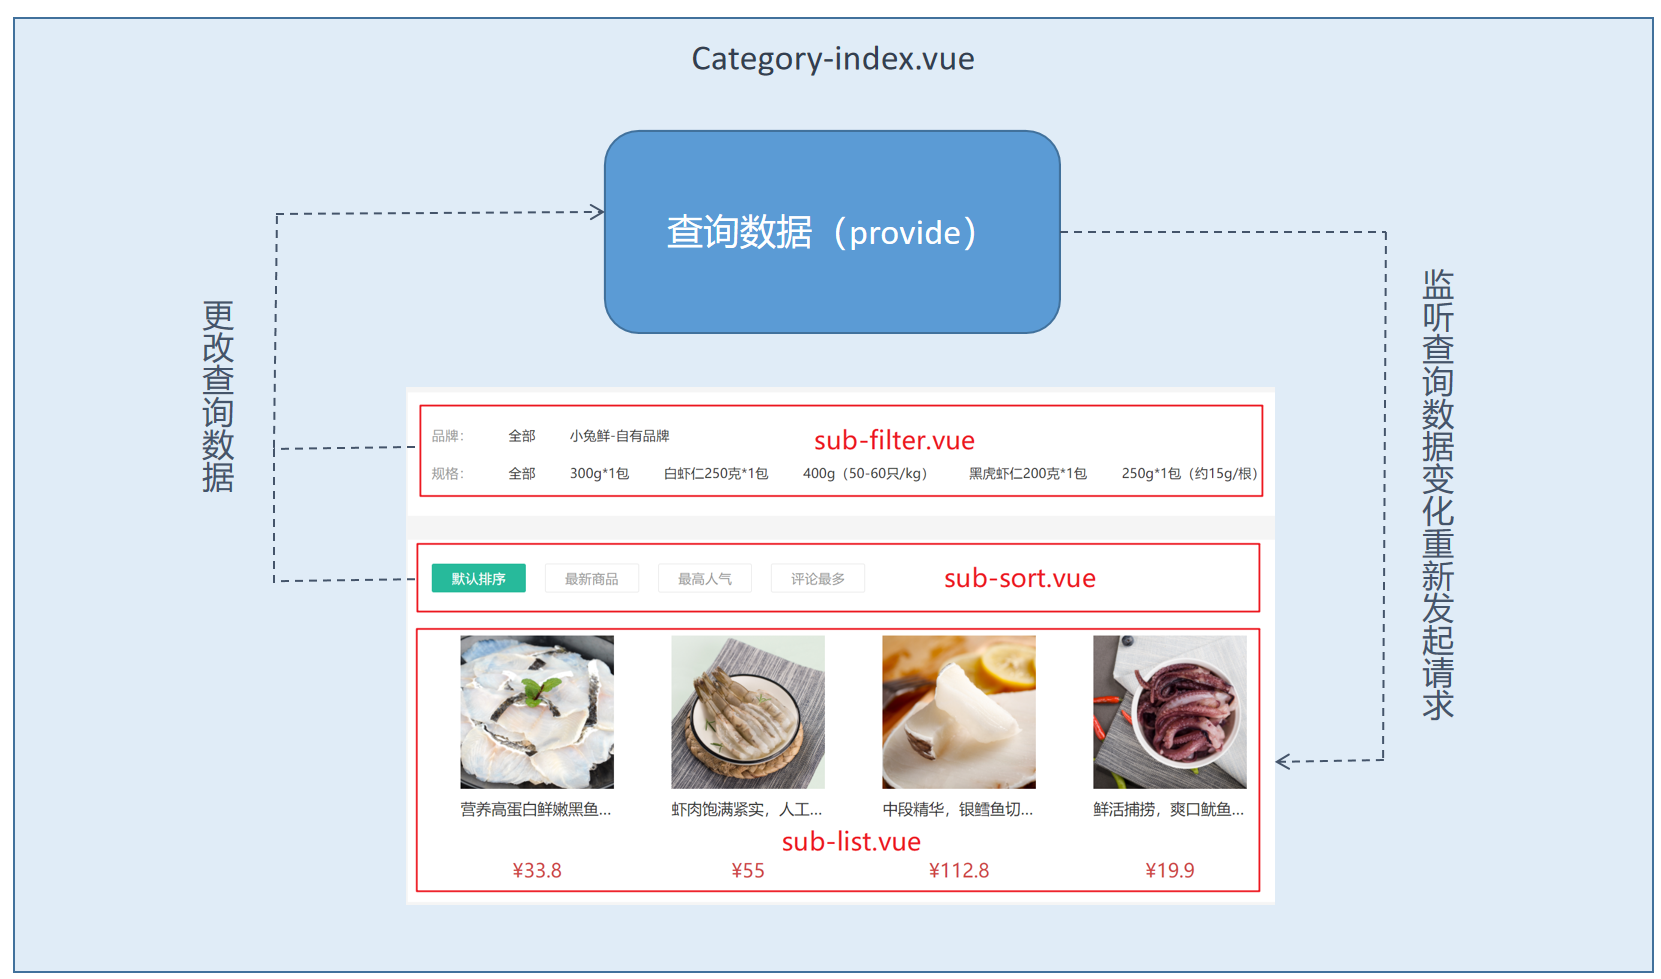 Category-index.vue
查询数据（provide）
更改查询数据
监听查询数据变化重新发起请求
品牌： 全部 小兔鲜-自有品牌
sub-filter.vue
规格： 全部 300g*1包 白虾仁250克*1包 400g（50-60只/kg） 黑虎虾仁200克*1包 250g*1包（约15g/根）
默认排序 最新商品 最高人气 评论最多
sub-sort.vue
营养高蛋白鲜嫩黑鱼... 虾肉饱满紧实，人工... 中段精华，银鳕鱼切... 鲜活捕捞，爽口鱿鱼...
sub-list.vue
¥33.8 ¥55 ¥112.8 ¥19.9